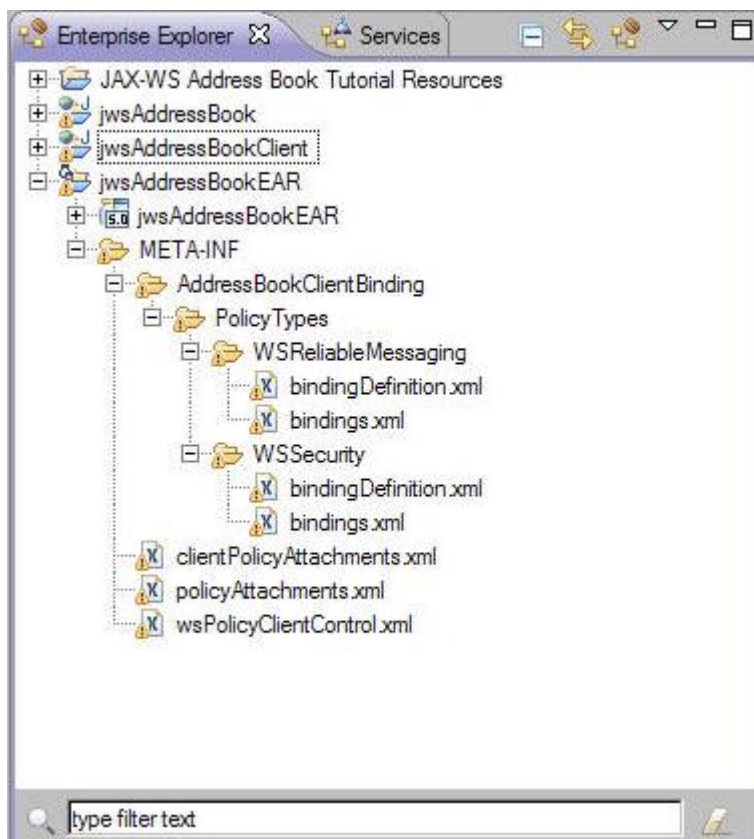 Enterprise Explorer Services
JAX-WS Address Book Tutorial Resources
jwsAddressBook
jwsAddressBookClient
jwsAddressBookEAR
5.0 jwsAddressBookEAR
META-INF
AddressBookClientBinding
PolicyTypes
WSReliableMessaging
bindingDefinition.xml
bindings.xml
WSSecurity
bindingDefinition.xml
bindings.xml
clientPolicyAttachments.xml
policyAttachments.xml
wsPolicyClientControl.xml
type filter text